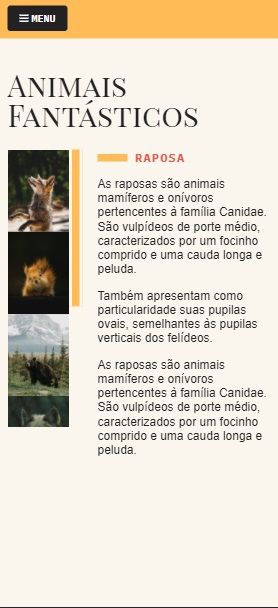 MENU
Animais
Fantásticos
RAPOSA
As raposas são animais
mamíferos e onívoros
pertencentes à família Canidae.
São vulpídeos de porte médio,
caracterizados por um focinho
comprido e uma cauda longa e
peluda.
Também apresentam como
particularidade suas pupilas
ovais, semelhantes às pupilas
verticais dos felídeos.
As raposas são animais
mamíferos e onívoros
pertencentes à família Canidae.
São vulpídeos de porte médio,
caracterizados por um focinho
comprido e uma cauda longa e
peluda.